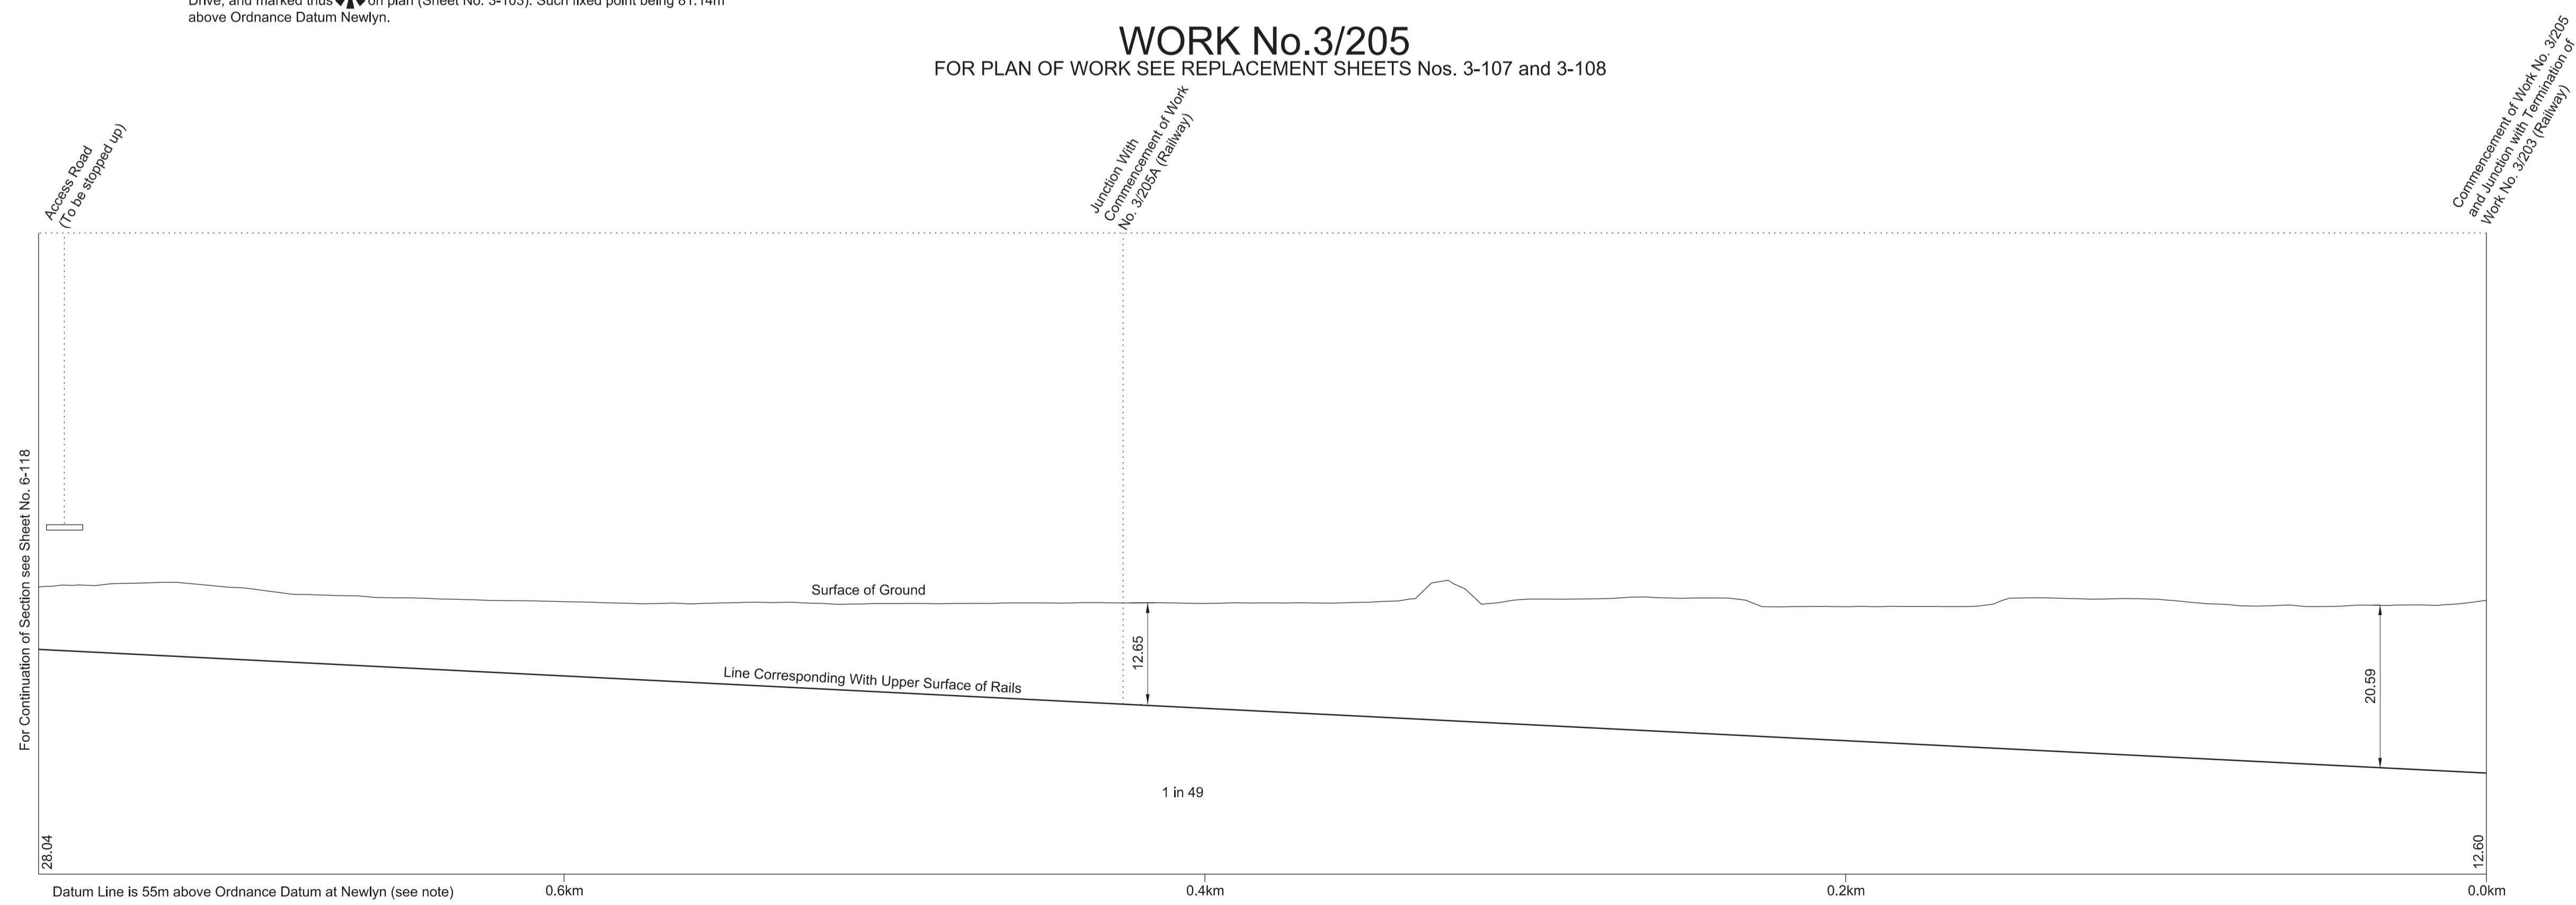 Drive, and marked thus on plan (Sheet No. 3-103). Such fixed point being 81.14m
above Ordnance Datum Newlyn.
WORK No.3/205
FOR PLAN OF WORK SEE REPLACEMENT SHEETS Nos. 3-107 and 3-108
Access Road
(To be stopped up)
Junction With
Commencement of Work
No. 3/205A (Railway)
Commencement of Work No. 3/205
and Junction with Termination of
Work No. 3/203 (Railway)
For Continuation of Section see Sheet No. 6-118
Surface of Ground
12.65
20.59
Line Corresponding With Upper Surface of Rails
1 in 49
28.04
12.60
Datum Line is 55m above Ordnance Datum at Newlyn (see note)
0.6km
0.4km
0.2km
0.0km